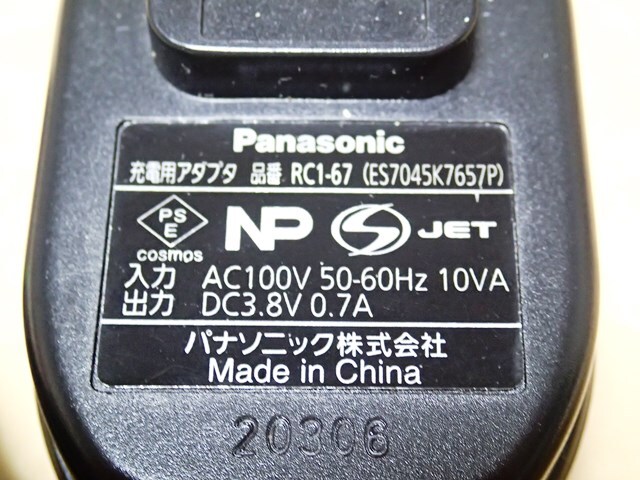 Panasonic
充電用アダプタ 品番 RC1-67 (ES7045K7657P)
PS
E
cosmos
NP
JET
入力 AC100V 50-60Hz 10VA
出力 DC3.8V 0.7A
パナソニック株式会社
Made in China
20306